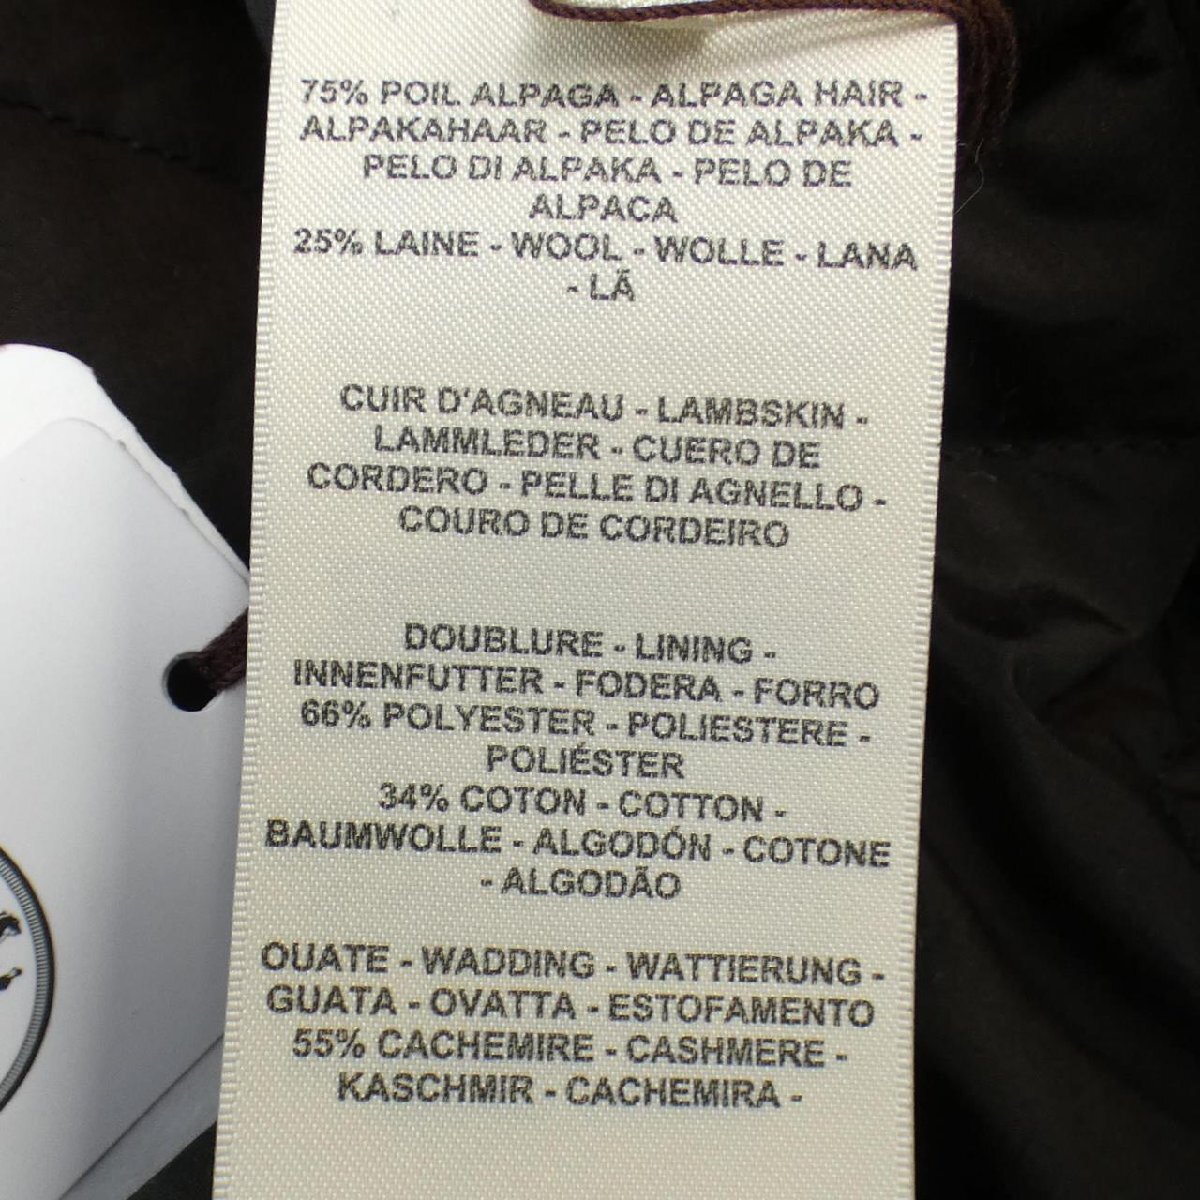 75% POIL ALPAGA - ALPAGA HAIR -
ALPAKAHAAR - PELO DE ALPAKA -
PELO DI ALPAKA - PELO DE
ALPACA
25% LAINE - WOOL - WOLLE - LANA
- LÃ
CUIR D'AGNEAU - LAMBSKIN -
LAMMLEDER - CUERO DE
CORDERO - PELLE DI AGNELLO -
COURO DE CORDEIRO
DOUBLURE - LINING -
INNENFUTTER - FODERA - FORRO
66% POLYESTER - POLIESTERE -
POLIÉSTER
34% COTON - COTTON -
BAUMWOLLE - ALGODÓN - COTONE
- ALGODÃO
OUATE - WADDING - WATTIERUNG -
GUATA - OVATTA - ESTOFAMENTO
55% CACHEMIRE - CASHMERE -
KASCHMIR - CACHEMIRA -